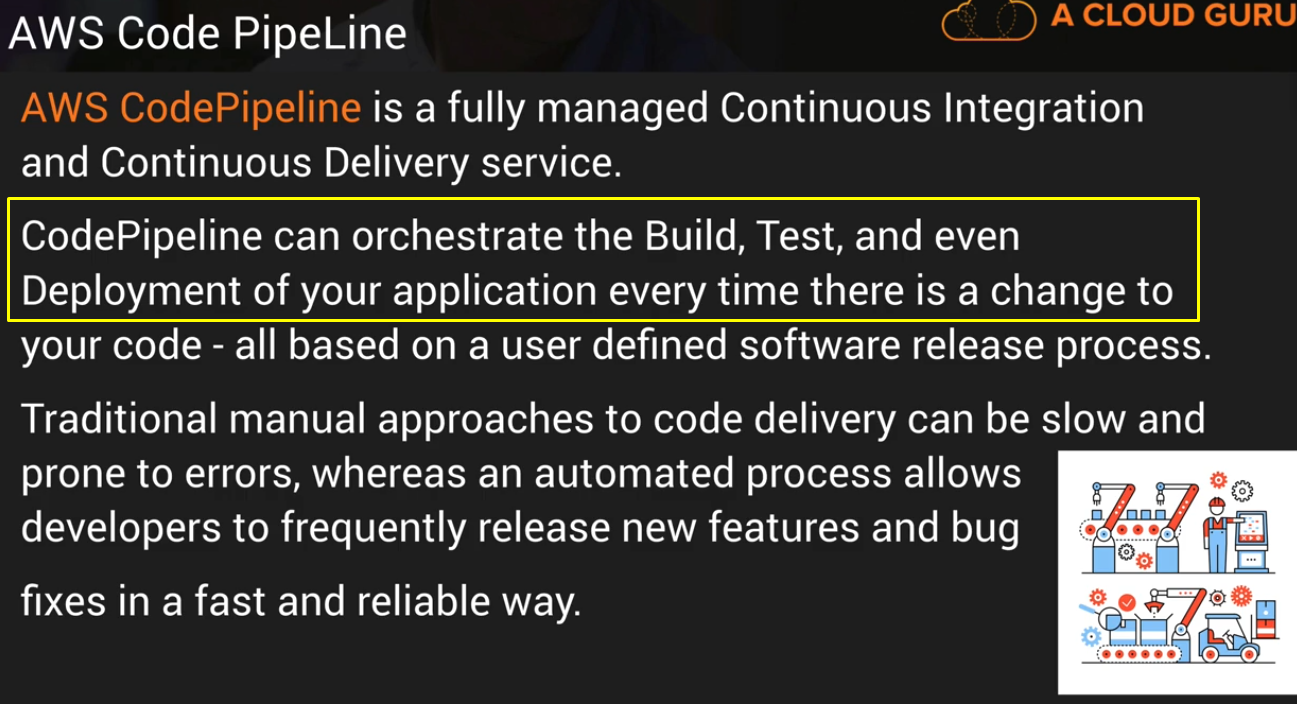 AWS Code PipeLine
A CLOUD GURU
AWS CodePipeline is a fully managed Continuous Integration
and Continuous Delivery service.
CodePipeline can orchestrate the Build, Test, and even
Deployment of your application every time there is a change to
your code - all based on a user defined software release process.
Traditional manual approaches to code delivery can be slow and
prone to errors, whereas an automated process allows
developers to frequently release new features and bug
fixes in a fast and reliable way.